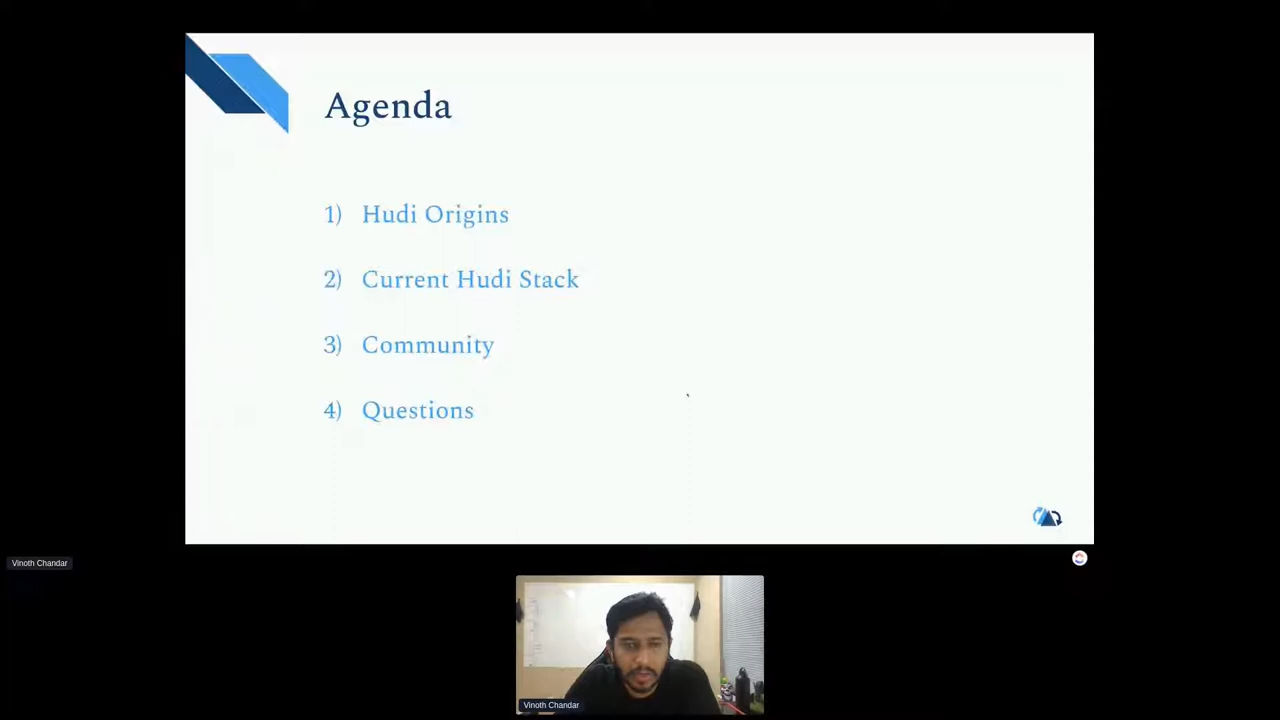 Agenda
1) Hudi Origins
2) Current Hudi Stack
3) Community
4) Questions
Vinoth Chandar
Vinoth Chandar